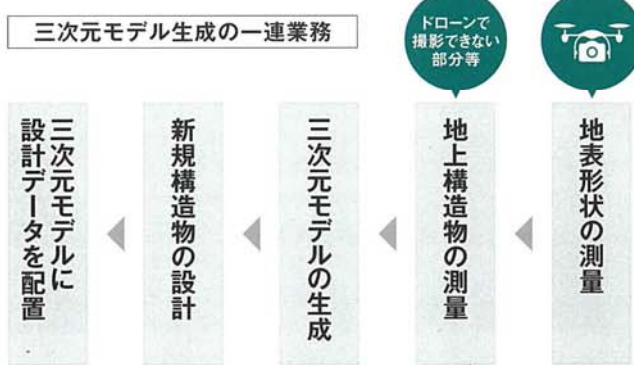 三次元モデル生成の一連業務
ドローンで
撮影できない
部分等
地表形状の測量
地上構造物の測量
三次元モデルの生成
新規構造物の設計
三次元モデルに
設計データを配置